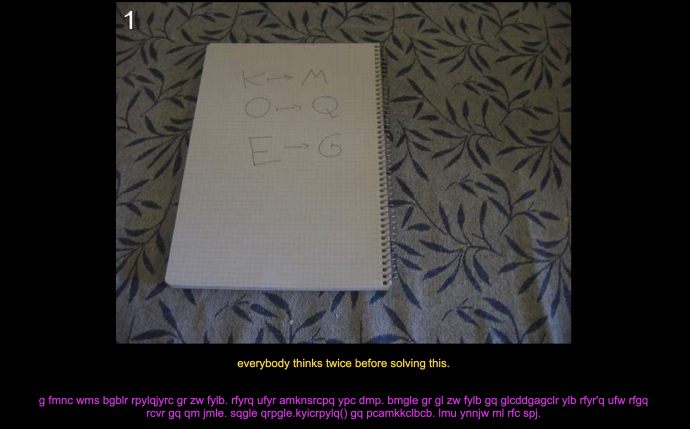 1
K → M
O → Q
E → G
everybody thinks twice before solving this.
g fmnc wms bgblr rpylqjyrc gr zw fylb. rfyrq ufyr amknsrcpq ypc dmp. bmgle gr gl zw fylb gq glcddgagclr ylb rfyr'q ufw rfgq
rcvr gq qm jmle. sqgle qrpgle.kyicrpylq() gq pcamkkclbcb. lmu ynnjw ml rfc spj.